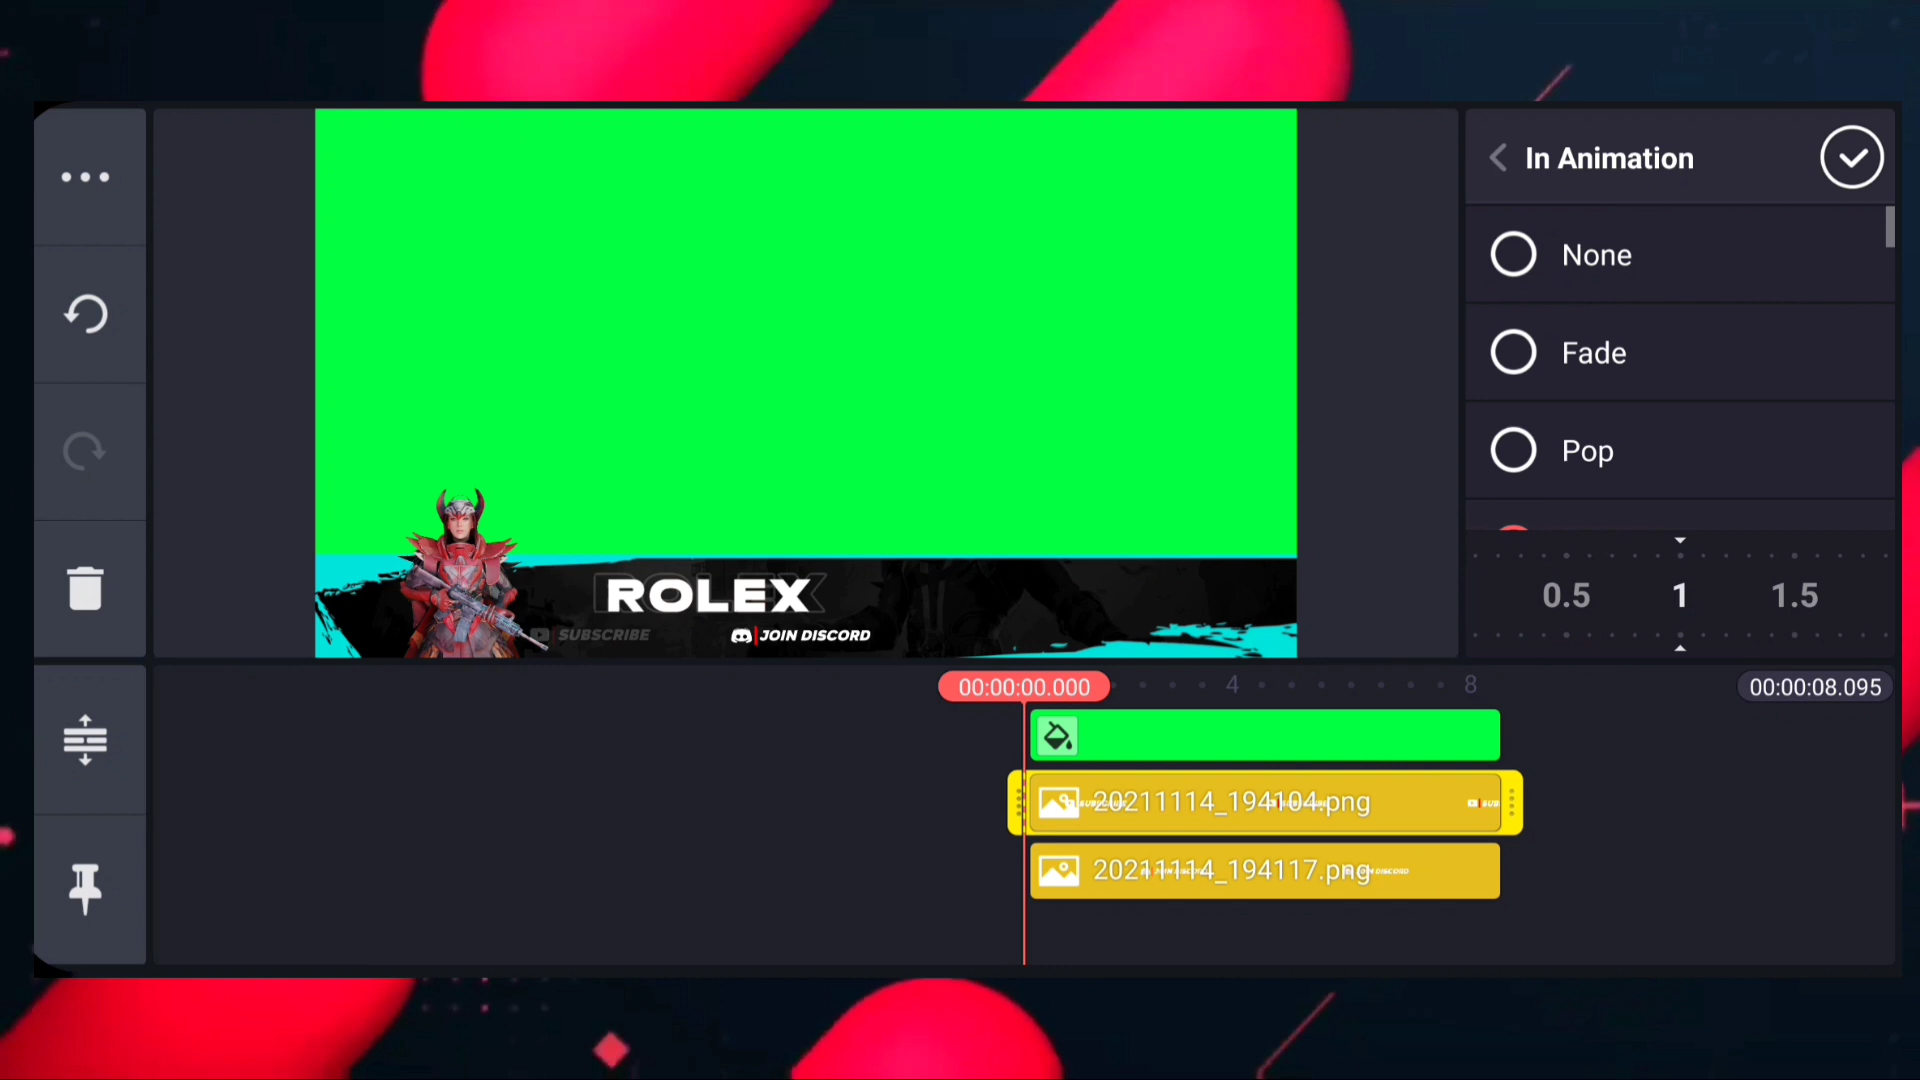 In Animation
None
Fade
Pop
0.5 1 1.5
ROLEX
SUBSCRIBE
JOIN DISCORD
00:00:00.000
4
8
00:00:08.095
20211114_194104.png
20211114_194117.png